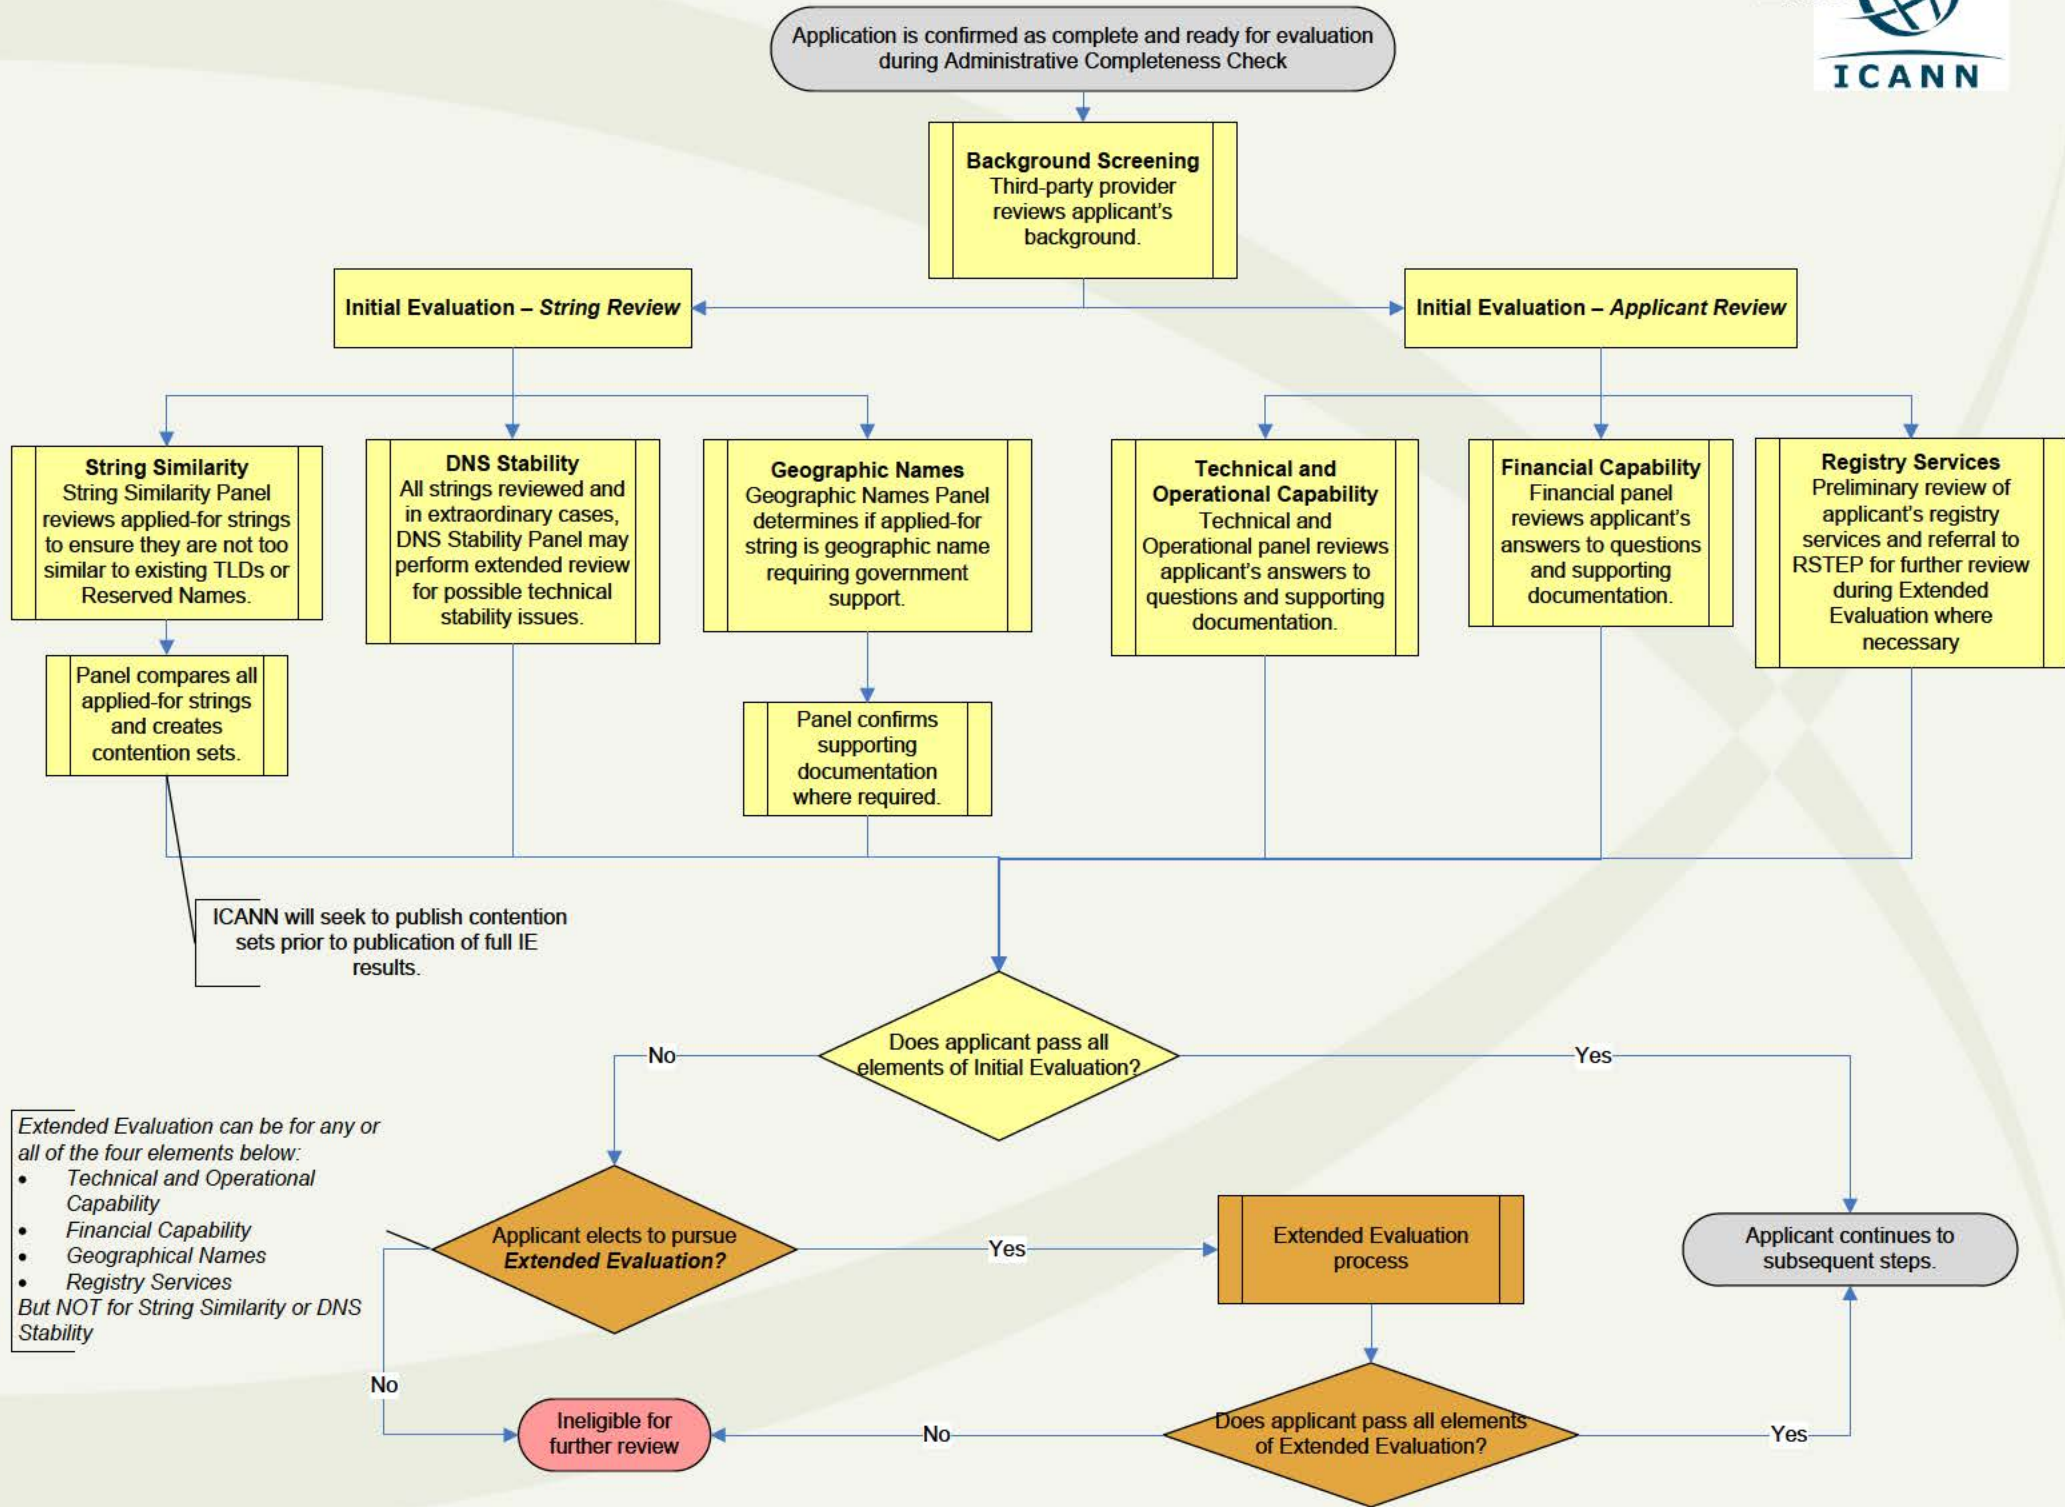 ICANN
Application is confirmed as complete and ready for evaluation
during Administrative Completeness Check
Background Screening
Third-party provider
reviews applicant's
background.
Initial Evaluation – String Review
Initial Evaluation – Applicant Review
String Similarity
String Similarity Panel
reviews applied-for strings
to ensure they are not too
similar to existing TLDs or
Reserved Names.
DNS Stability
All strings reviewed and
in extraordinary cases,
DNS Stability Panel may
perform extended review
for possible technical
stability issues.
Geographic Names
Geographic Names Panel
determines if applied-for
string is geographic name
requiring government
support.
Technical and
Operational Capability
Technical and
Operational panel reviews
applicant's answers to
questions and supporting
documentation.
Financial Capability
Financial panel
reviews applicant's
answers to questions
and supporting
documentation.
Registry Services
Preliminary review of
applicant's registry
services and referral to
RSTEP for further review
during Extended
Evaluation where
necessary
Panel compares all
applied-for strings
and creates
contention sets.
Panel confirms
supporting
documentation
where required.
ICANN will seek to publish contention
sets prior to publication of full IE
results.
Does applicant pass all
elements of Initial Evaluation?
No
Yes
Extended Evaluation can be for any or
all of the four elements below:
• Technical and Operational
Capability
• Financial Capability
• Geographical Names
• Registry Services
But NOT for String Similarity or DNS
Stability
Applicant elects to pursue
Extended Evaluation?
Yes
Extended Evaluation
process
Applicant continues to
subsequent steps.
No
Ineligible for
further review
No
Does applicant pass all elements
of Extended Evaluation?
Yes